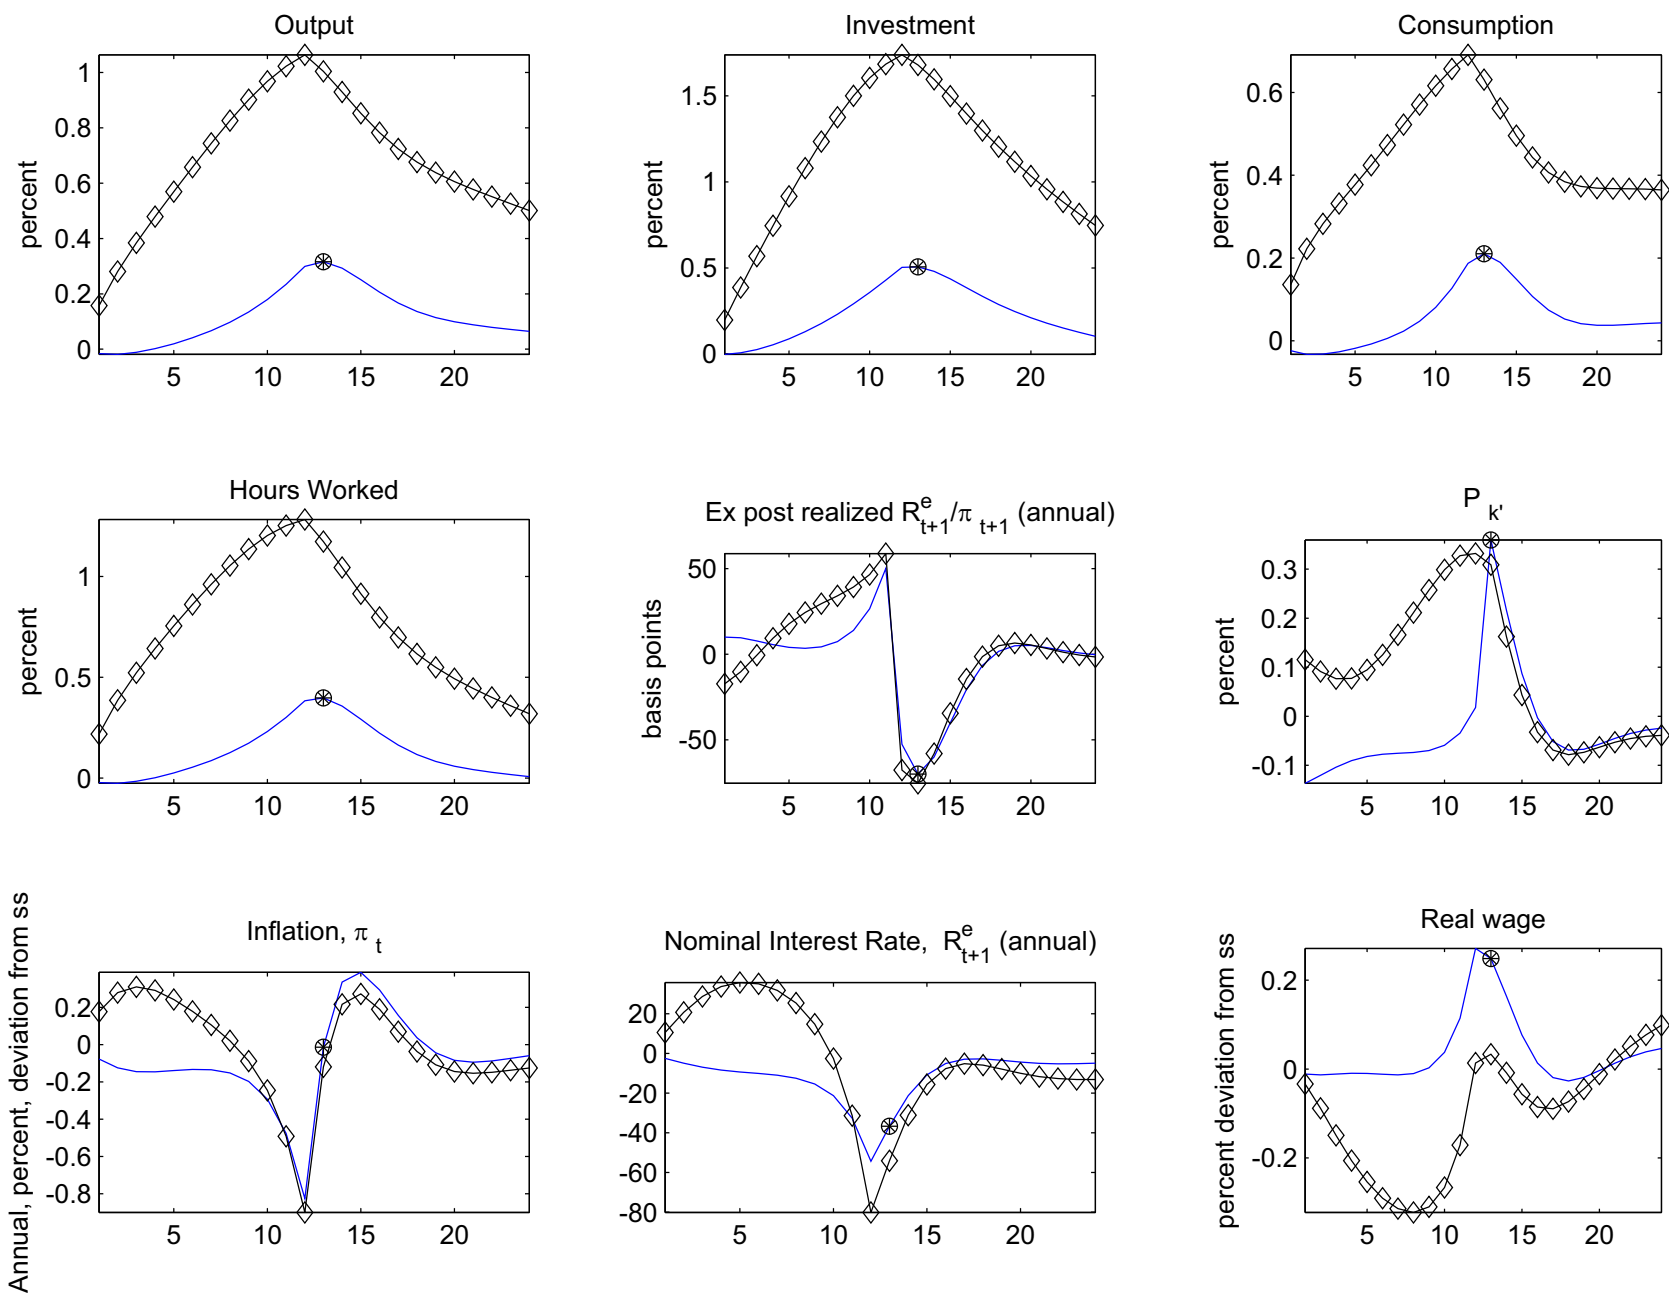 Output
percent
1
0.8
0.6
0.4
0.2
0
5 10 15 20
Investment
percent
1.5
1
0.5
0
5 10 15 20
Consumption
percent
0.6
0.4
0.2
0
5 10 15 20
Hours Worked
percent
1
0.5
0
5 10 15 20
Ex post realized R^e_{t+1}/π_{t+1} (annual)
basis points
50
0
-50
5 10 15 20
P_{k'}
percent
0.3
0.2
0.1
0
-0.1
5 10 15 20
Inflation, π_t
Annual, percent, deviation from ss
0.2
0
-0.2
-0.4
-0.6
-0.8
5 10 15 20
Nominal Interest Rate, R^e_{t+1} (annual)
20
0
-20
-40
-60
-80
5 10 15 20
Real wage
percent deviation from ss
0.2
0
-0.2
5 10 15 20